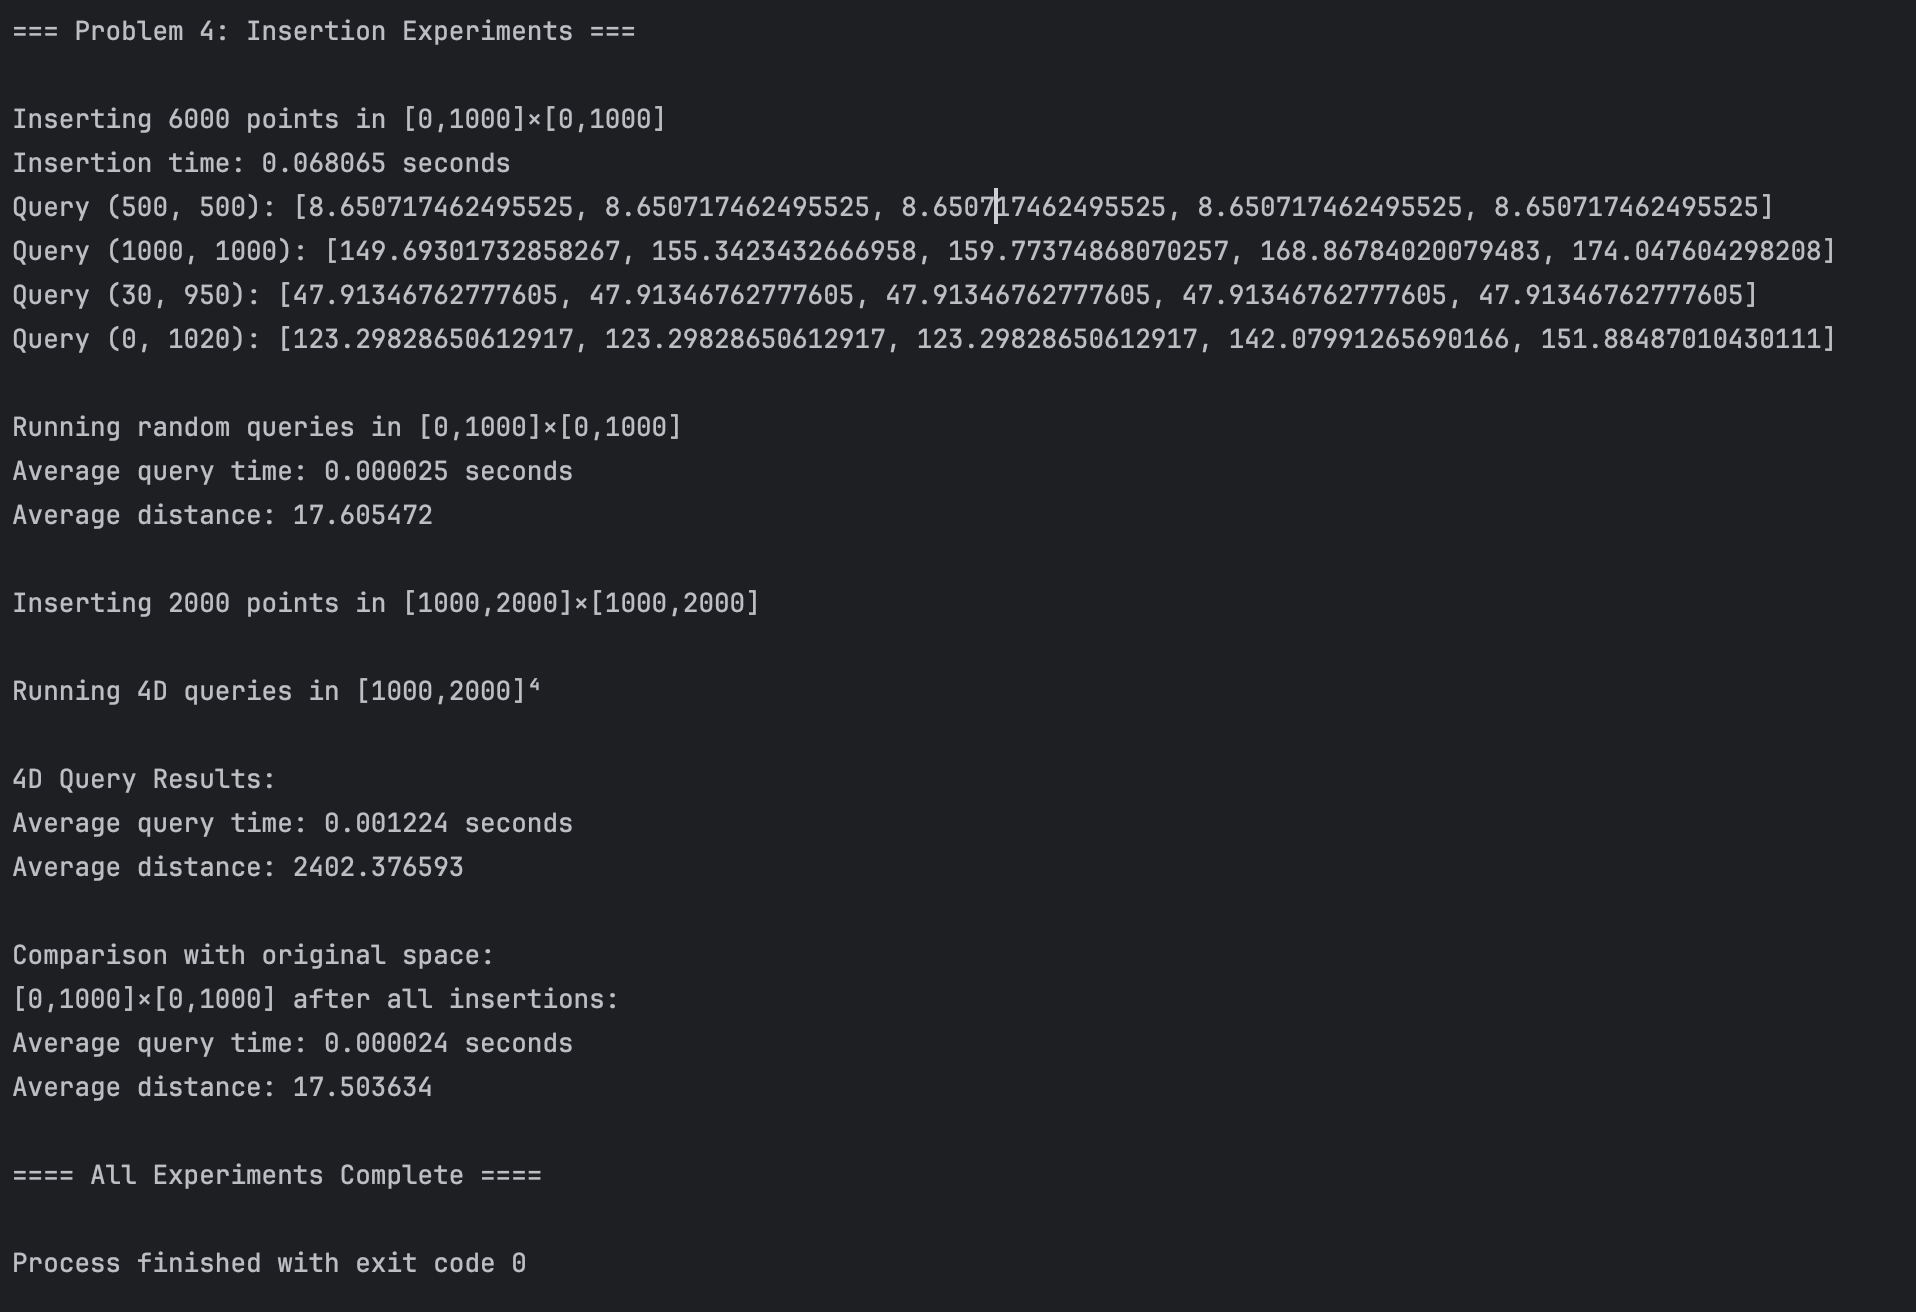 === Problem 4: Insertion Experiments ===
Inserting 6000 points in [0,1000]×[0,1000]
Insertion time: 0.068065 seconds
Query (500, 500): [8.650717462495525, 8.650717462495525, 8.650717462495525, 8.650717462495525, 8.650717462495525]
Query (1000, 1000): [149.69301732858267, 155.3423432666958, 159.77374868070257, 168.86784020079483, 174.047604298208]
Query (30, 950): [47.91346762777605, 47.91346762777605, 47.91346762777605, 47.91346762777605, 47.91346762777605]
Query (0, 1020): [123.29828650612917, 123.29828650612917, 123.29828650612917, 142.07991265690166, 151.88487010430111]
Running random queries in [0,1000]×[0,1000]
Average query time: 0.000025 seconds
Average distance: 17.605472
Inserting 2000 points in [1000,2000]×[1000,2000]
Running 4D queries in [1000,2000]⁴
4D Query Results:
Average query time: 0.001224 seconds
Average distance: 2402.376593
Comparison with original space:
[0,1000]×[0,1000] after all insertions:
Average query time: 0.000024 seconds
Average distance: 17.503634
==== All Experiments Complete ====
Process finished with exit code 0